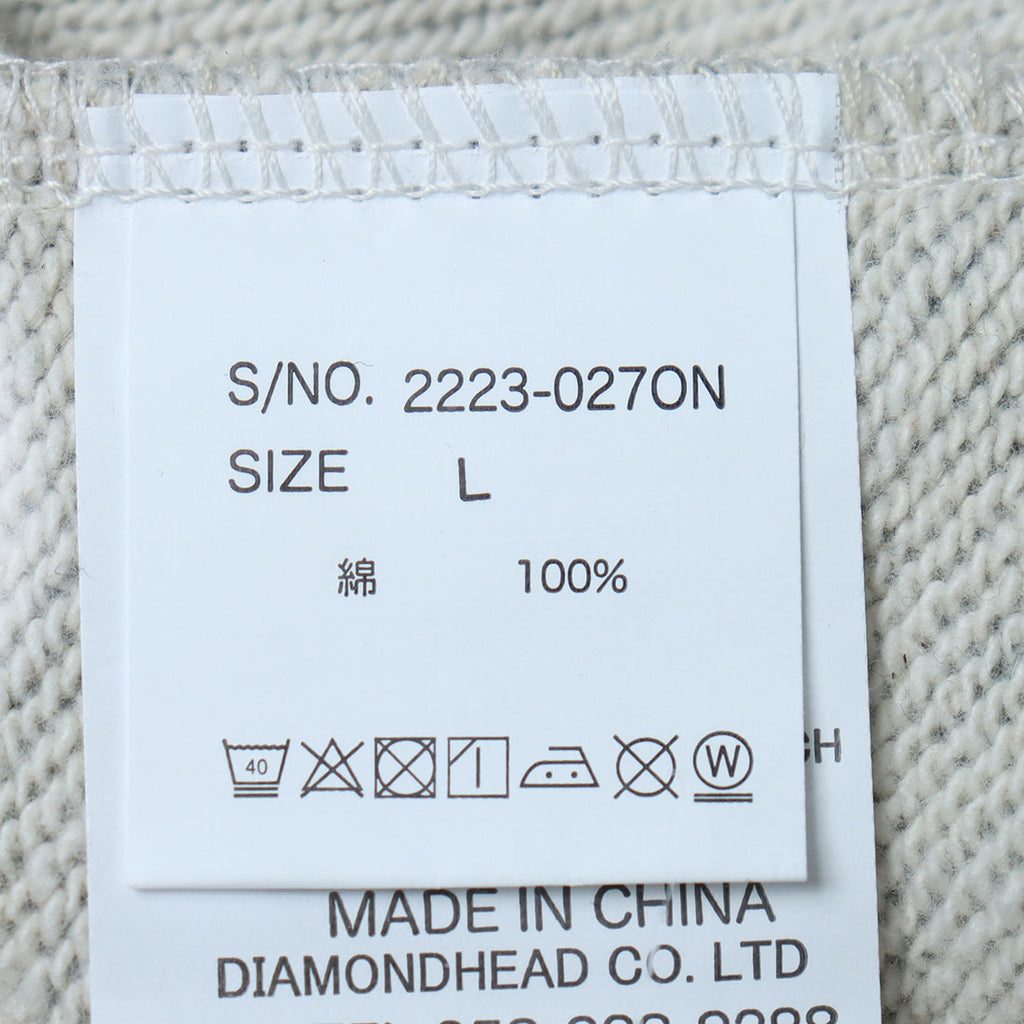 S/NO. 2223-027ON
SIZE L
綿 100%
40 W
CH
MADE IN CHINA
DIAMONDHEAD CO. LTD